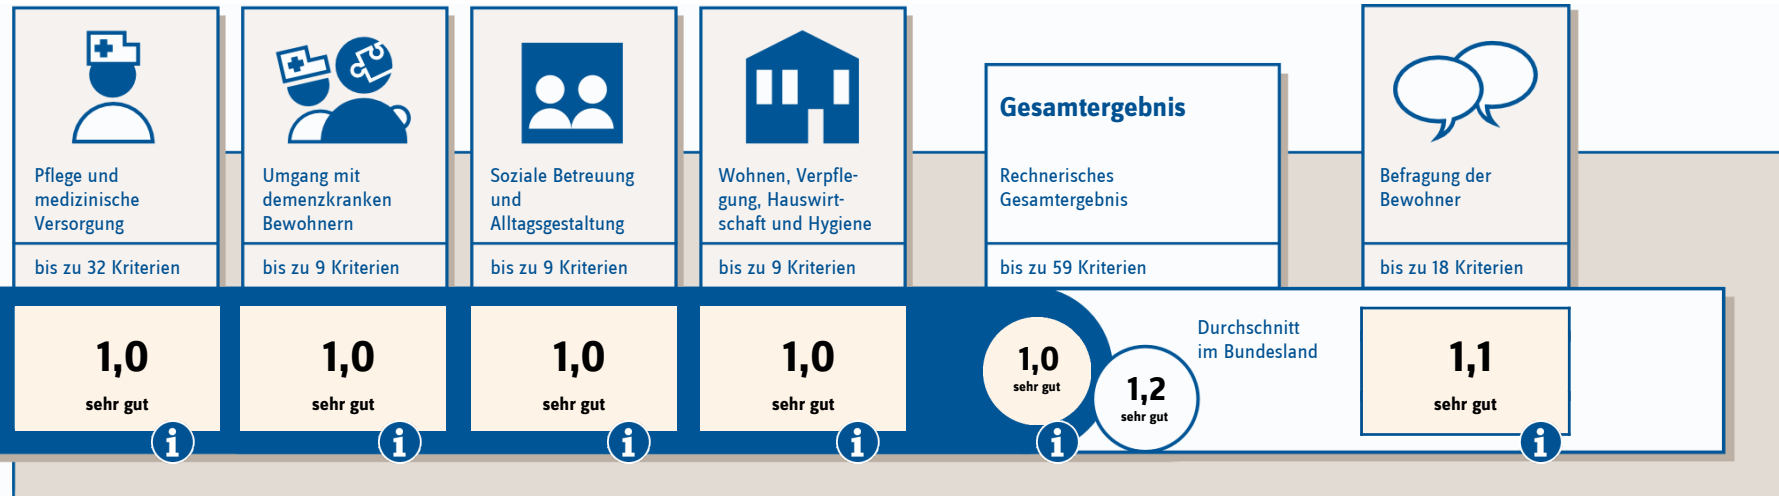 Pflege und
medizinische
Versorgung
bis zu 32 Kriterien
1,0
sehr gut
i
Umgang mit
demenzkranken
Bewohnern
bis zu 9 Kriterien
1,0
sehr gut
i
Soziale Betreuung
und
Alltagsgestaltung
bis zu 9 Kriterien
1,0
sehr gut
i
Wohnen, Verpfle-
gung, Hauswirt-
schaft und Hygiene
bis zu 9 Kriterien
1,0
sehr gut
i
Gesamtergebnis
Rechnerisches
Gesamtergebnis
bis zu 59 Kriterien
1,0
sehr gut
i
Durchschnitt
im Bundesland
1,2
sehr gut
Befragung der
Bewohner
bis zu 18 Kriterien
1,1
sehr gut
i